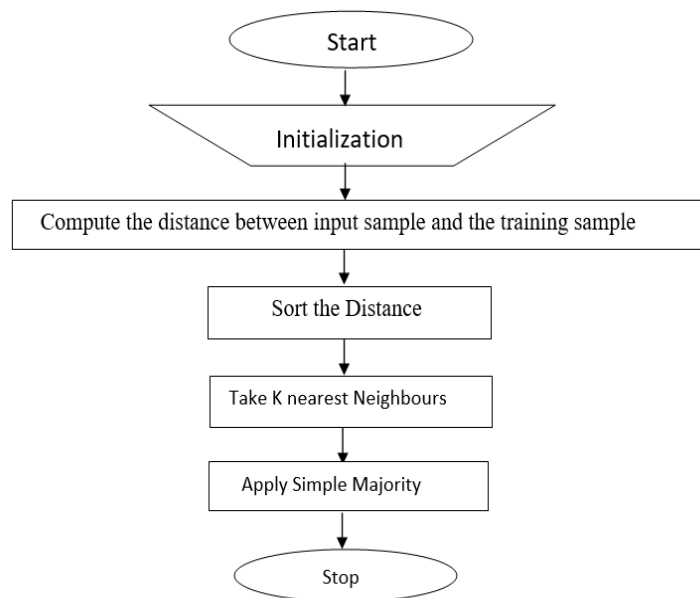 Start
Initialization
Compute the distance between input sample and the training sample
Sort the Distance
Take K nearest Neighbours
Apply Simple Majority
Stop